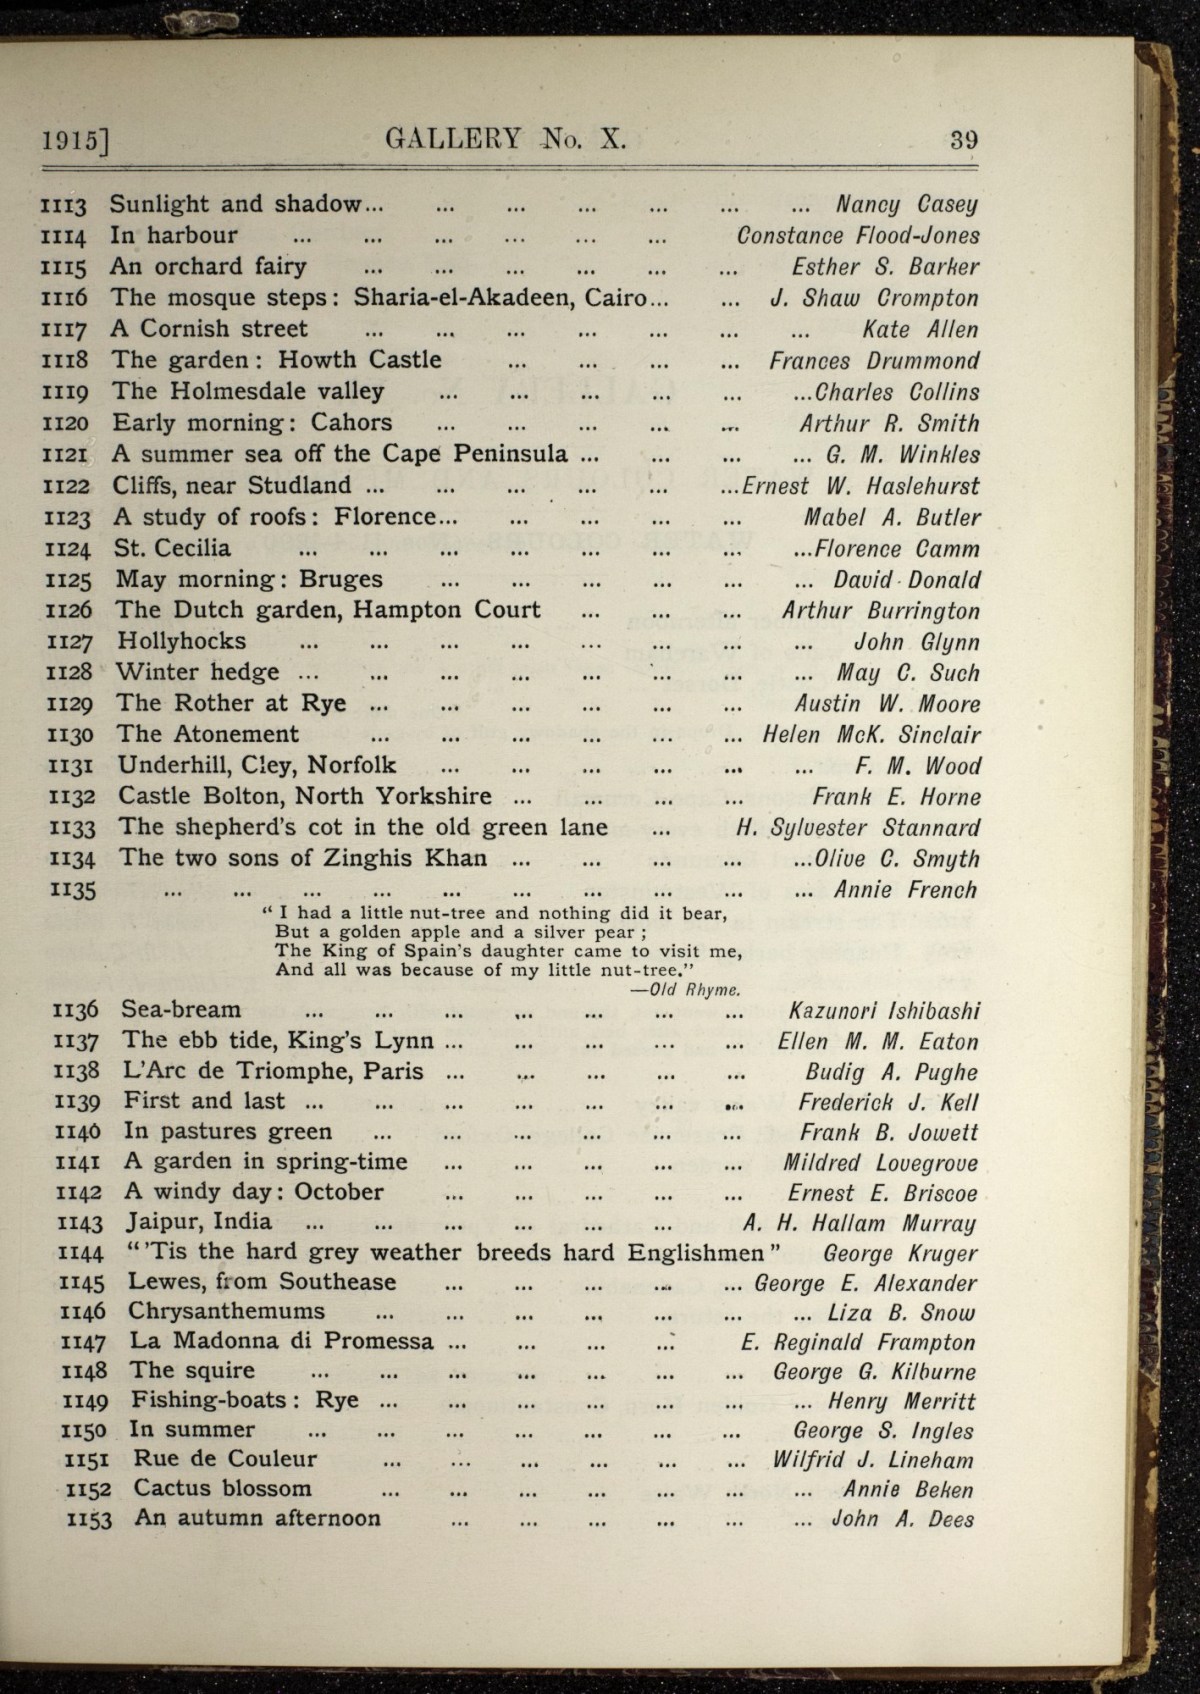 1915] GALLERY No. X. 39
1113 Sunlight and shadow... ... ... ... ... ... ... Nancy Casey
1114 In harbour ... ... ... ... ... ... Constance Flood-Jones
1115 An orchard fairy ... ... ... ... ... ... Esther S. Barker
1116 The mosque steps: Sharia-el-Akadeen, Cairo... ... J. Shaw Crompton
1117 A Cornish street ... ... ... ... ... ... ... Kate Allen
1118 The garden: Howth Castle ... ... ... ... Frances Drummond
1119 The Holmesdale valley ... ... ... ... ... ...Charles Collins
1120 Early morning: Cahors ... ... ... ... ... Arthur R. Smith
1121 A summer sea off the Cape Peninsula ... ... ... ... G. M. Winkles
1122 Cliffs, near Studland ... ... ... ... ... ...Ernest W. Haslehurst
1123 A study of roofs: Florence... ... ... ... ... Mabel A. Butler
1124 St. Cecilia ... ... ... ... ... ... ... ...Florence Camm
1125 May morning: Bruges ... ... ... ... ... ... David Donald
1126 The Dutch garden, Hampton Court ... ... ... Arthur Burrington
1127 Hollyhocks ... ... ... ... ... ... ... ... John Glynn
1128 Winter hedge ... ... ... ... ... ... ... ... May C. Such
1129 The Rother at Rye ... ... ... ... ... ... Austin W. Moore
1130 The Atonement ... ... ... ... ... ... Helen McK. Sinclair
1131 Underhill, Cley, Norfolk ... ... ... ... ... ... F. M. Wood
1132 Castle Bolton, North Yorkshire ... ... ... ... Frank E. Horne
1133 The shepherd's cot in the old green lane ... H. Sylvester Stannard
1134 The two sons of Zinghis Khan ... ... ... ... ...Olive C. Smyth
1135 ... ... ... ... ... ... ... ... ... ... Annie French
"I had a little nut-tree and nothing did it bear,
But a golden apple and a silver pear;
The King of Spain's daughter came to visit me,
And all was because of my little nut-tree."
—Old Rhyme.
1136 Sea-bream ... ... ... ... ... ... ... Kazunori Ishibashi
1137 The ebb tide, King's Lynn ... ... ... ... ... Ellen M. M. Eaton
1138 L'Arc de Triomphe, Paris ... ... ... ... ... Budig A. Pughe
1139 First and last ... ... ... ... ... ... ... Frederick J. Kell
1140 In pastures green ... ... ... ... ... ... Frank B. Jowett
1141 A garden in spring-time ... ... ... ... ... Mildred Lovegrove
1142 A windy day: October ... ... ... ... ... Ernest E. Briscoe
1143 Jaipur, India ... ... ... ... ... ... A. H. Hallam Murray
1144 "'Tis the hard grey weather breeds hard Englishmen" George Kruger
1145 Lewes, from Southease ... ... ... ... ... George E. Alexander
1146 Chrysanthemums ... ... ... ... ... ... ... Liza B. Snow
1147 La Madonna di Promessa ... ... ... ... E. Reginald Frampton
1148 The squire ... ... ... ... ... ... ... George G. Kilburne
1149 Fishing-boats: Rye ... ... ... ... ... ... ... Henry Merritt
1150 In summer ... ... ... ... ... ... ... George S. Ingles
1151 Rue de Couleur ... ... ... ... ... ... Wilfrid J. Lineham
1152 Cactus blossom ... ... ... ... ... ... ... Annie Beken
1153 An autumn afternoon ... ... ... ... ... ... John A. Dees